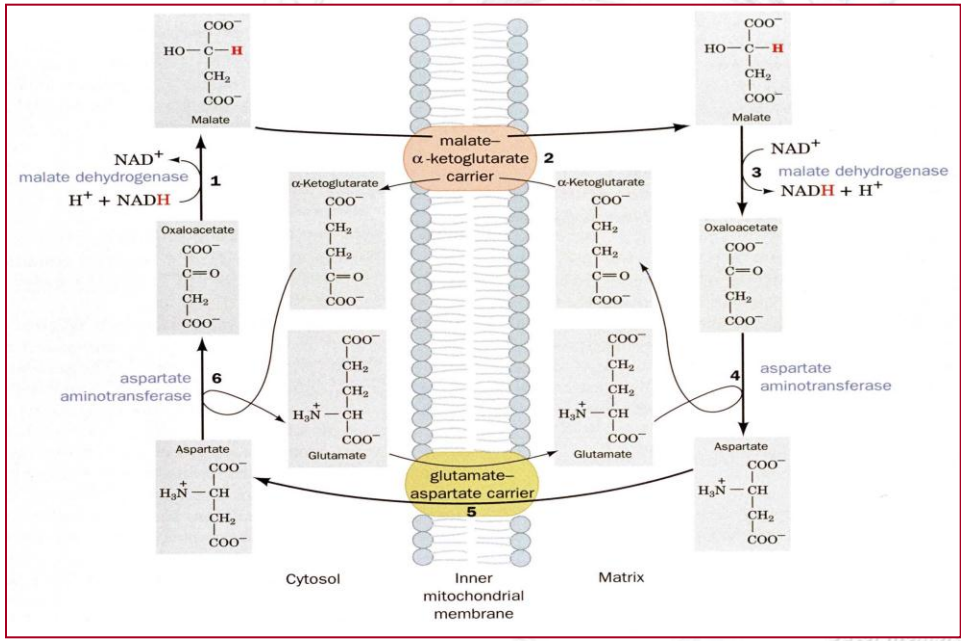 COO⁻
HO—C—H
CH₂
COO⁻
Malate
NAD⁺
malate dehydrogenase
1
H⁺ + NADH
Oxaloacetate
COO⁻
C=O
CH₂
COO⁻
6
aspartate
aminotransferase
Aspartate
COO⁻
H₃N⁺—CH
CH₂
COO⁻
α-Ketoglutarate
COO⁻
CH₂
CH₂
C=O
COO⁻
COO⁻
CH₂
CH₂
H₃N⁺—CH
COO⁻
Glutamate
malate–
α-ketoglutarate
carrier
2
glutamate–
aspartate carrier
5
α-Ketoglutarate
COO⁻
CH₂
CH₂
C=O
COO⁻
COO⁻
CH₂
CH₂
H₃N⁺—CH
COO⁻
Glutamate
COO⁻
HO—C—H
CH₂
COO⁻
Malate
NAD⁺
3
malate dehydrogenase
NADH + H⁺
Oxaloacetate
COO⁻
C=O
CH₂
COO⁻
4
aspartate
aminotransferase
Aspartate
COO⁻
H₃N⁺—CH
CH₂
COO⁻
Cytosol
Inner
mitochondrial
membrane
Matrix